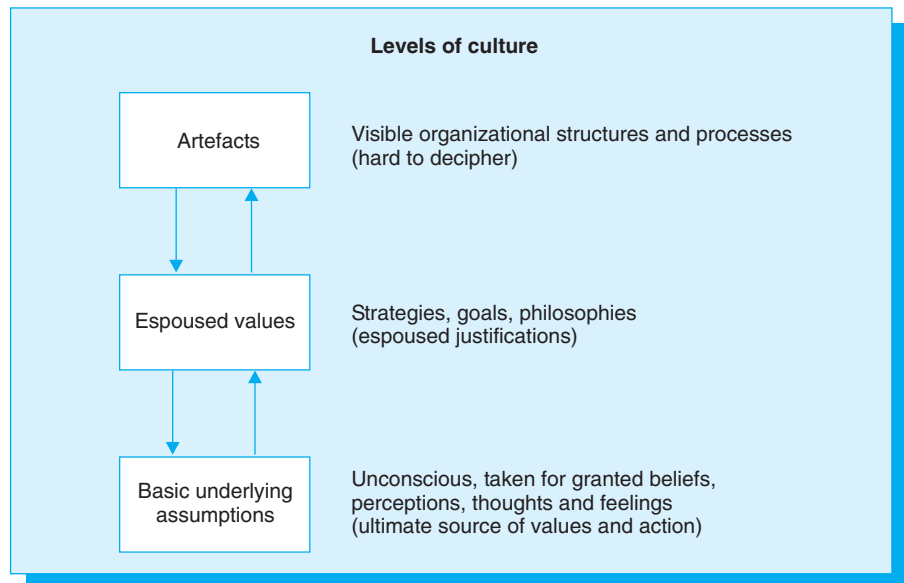 Levels of culture
Artefacts
Visible organizational structures and processes
(hard to decipher)
Espoused values
Strategies, goals, philosophies
(espoused justifications)
Basic underlying
assumptions
Unconscious, taken for granted beliefs,
perceptions, thoughts and feelings
(ultimate source of values and action)